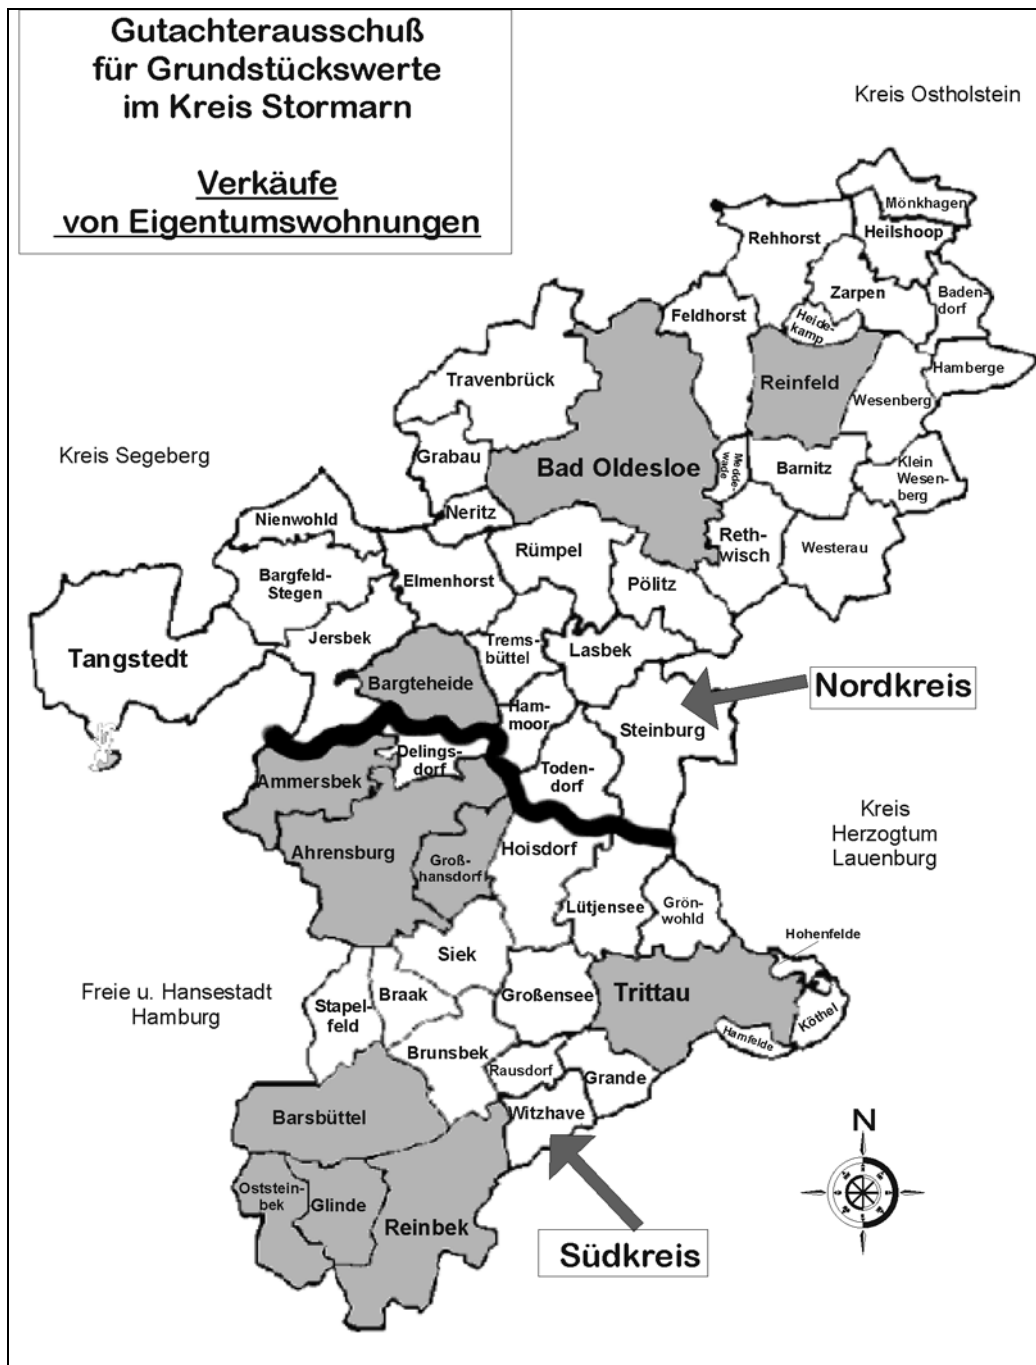 Gutachterausschuß
für Grundstückswerte
im Kreis Stormarn
Verkäufe
von Eigentumswohnungen
Kreis Ostholstein
Mönkhagen
Heilshoop
Rehhorst
Zarpen
Baden-
dorf
Feldhorst
Heide-
kamp
Hamberge
Travenbrück
Reinfeld
Wesenberg
Kreis Segeberg
Grabau
Bad Oldesloe
Medde-
wade
Barnitz
Klein
Wesen-
berg
Neritz
Nienwohld
Rümpel
Reth-
wisch
Westerau
Bargfeld-
Stegen
Elmenhorst
Pölitz
Jersbek
Trems-
büttel
Lasbek
Tangstedt
Bargteheide
Nordkreis
Ham-
moor
Steinburg
Delings-
dorf
Toden-
dorf
Ammersbek
Kreis
Herzogtum
Lauenburg
Ahrensburg
Groß-
hansdorf
Hoisdorf
Lütjensee
Grön-
wohld
Hohenfelde
Siek
Freie u. Hansestadt
Hamburg
Stapel-
feld
Braak
Großensee
Trittau
Köthel
Hamfelde
Brunsbek
Rausdorf
Grande
Barsbüttel
Witzhave
N
Oststein-
bek
Glinde
Reinbek
Südkreis